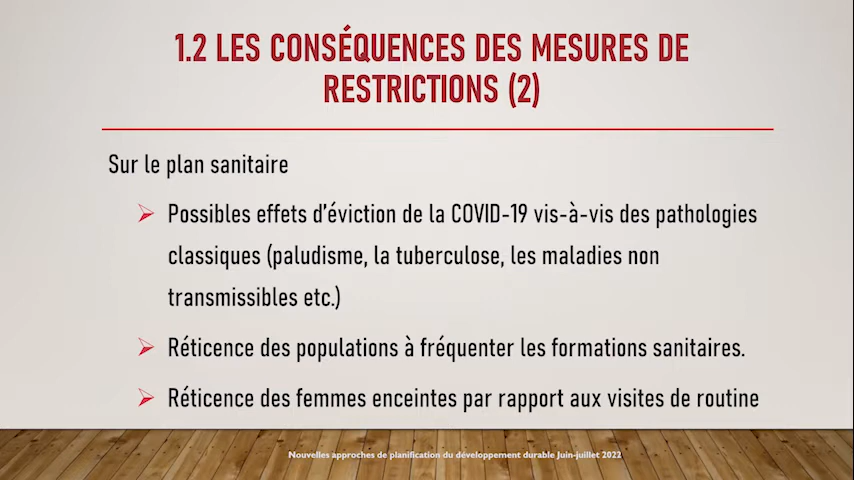 1.2 LES CONSÉQUENCES DES MESURES DE
RESTRICTIONS (2)
Sur le plan sanitaire
Possibles effets d'éviction de la COVID-19 vis-à-vis des pathologies
classiques (paludisme, la tuberculose, les maladies non
transmissibles etc.)
Réticence des populations à fréquenter les formations sanitaires.
Réticence des femmes enceintes par rapport aux visites de routine
Nouvelles approches de planification du développement durable Juin-juillet 2022